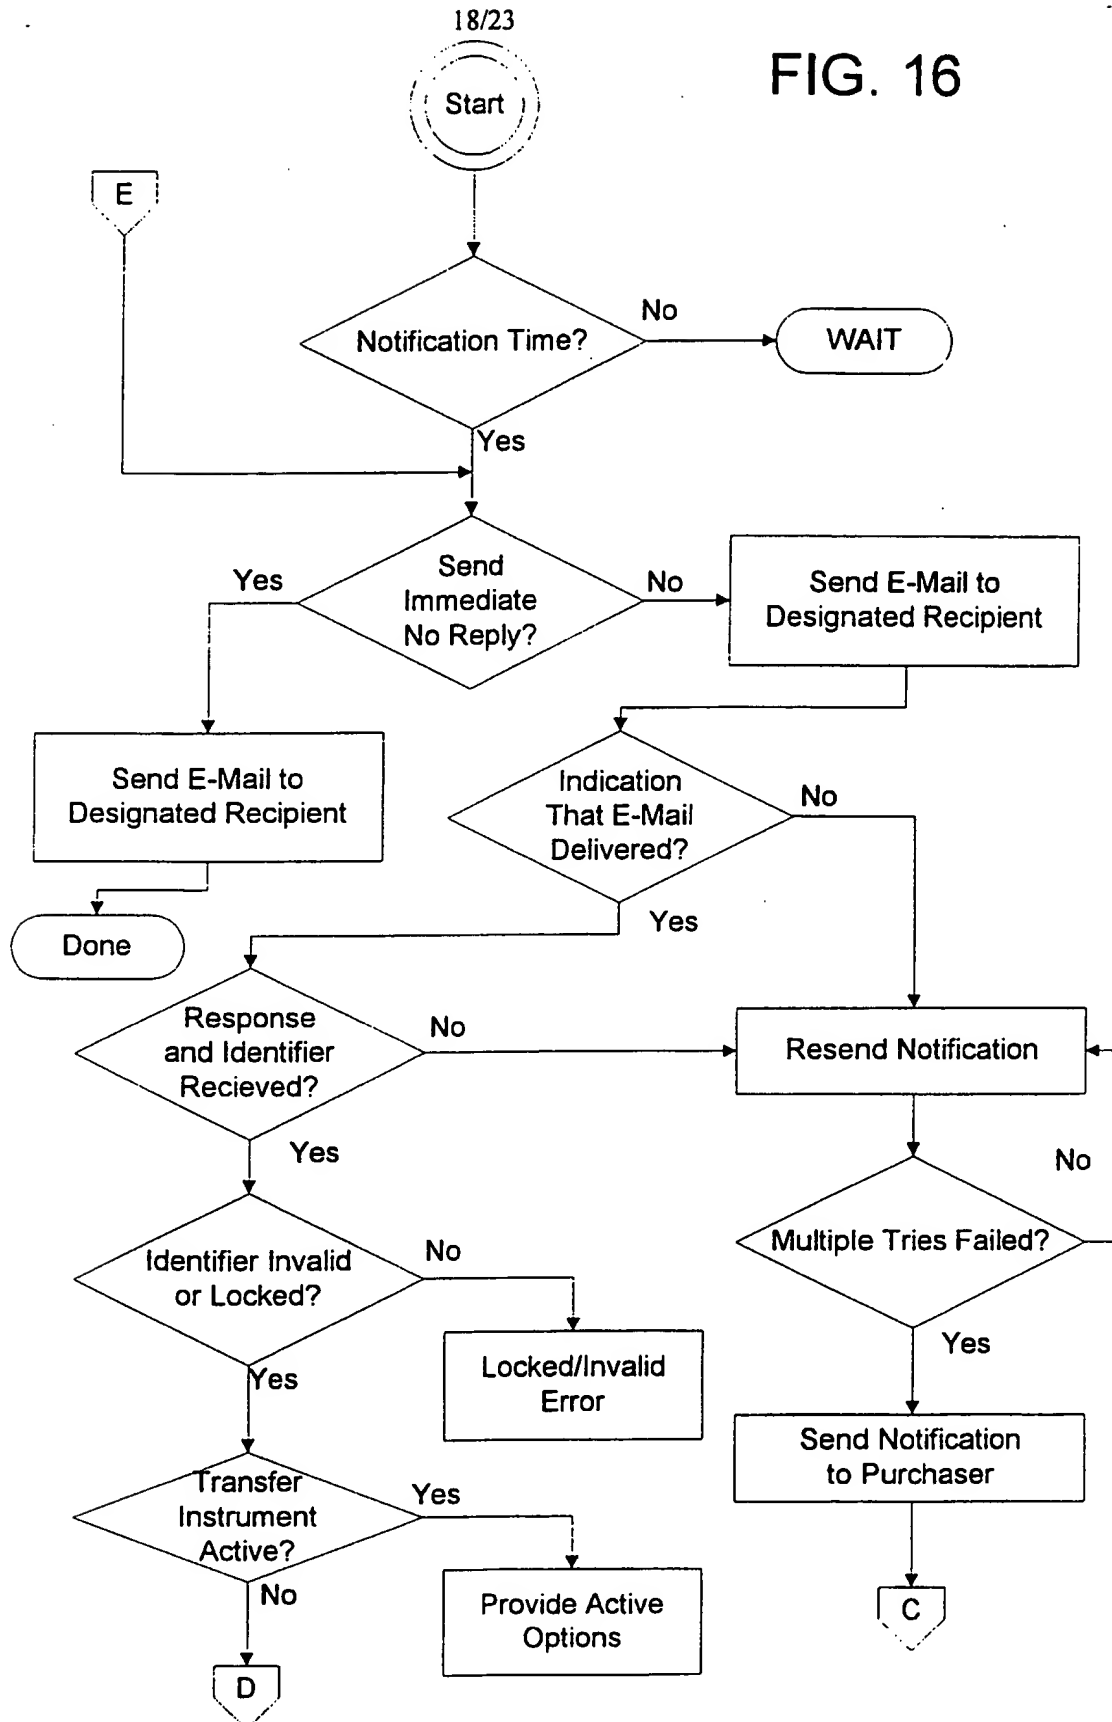 18/23
FIG. 16
Start
E
Notification Time?
No
WAIT
Yes
Send
Immediate
No Reply?
Yes
No
Send E-Mail to
Designated Recipient
Send E-Mail to
Designated Recipient
Done
Indication
That E-Mail
Delivered?
No
Yes
Response
and Identifier
Recieved?
No
Resend Notification
Yes
Identifier Invalid
or Locked?
No
Locked/Invalid
Error
Multiple Tries Failed?
No
Yes
Yes
Send Notification
to Purchaser
Transfer
Instrument
Active?
Yes
Provide Active
Options
No
C
D